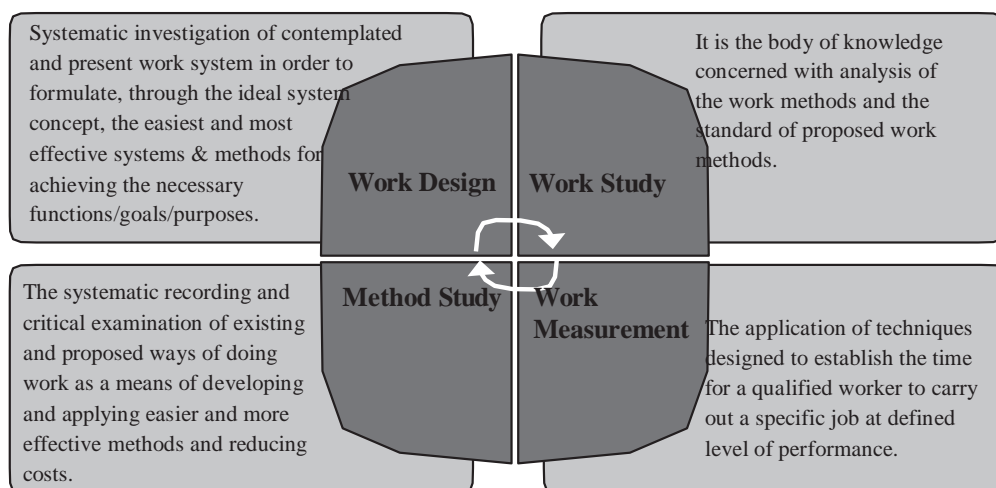 Systematic investigation of contemplated
and present work system in order to
formulate, through the ideal system
concept, the easiest and most
effective systems & methods for
achieving the necessary
functions/goals/purposes.
It is the body of knowledge
concerned with analysis of
the work methods and the
standard of proposed work
methods.
Work Design
Work Study
Method Study
Work
Measurement
The systematic recording and
critical examination of existing
and proposed ways of doing
work as a means of developing
and applying easier and more
effective methods and reducing
costs.
The application of techniques
designed to establish the time
for a qualified worker to carry
out a specific job at defined
level of performance.